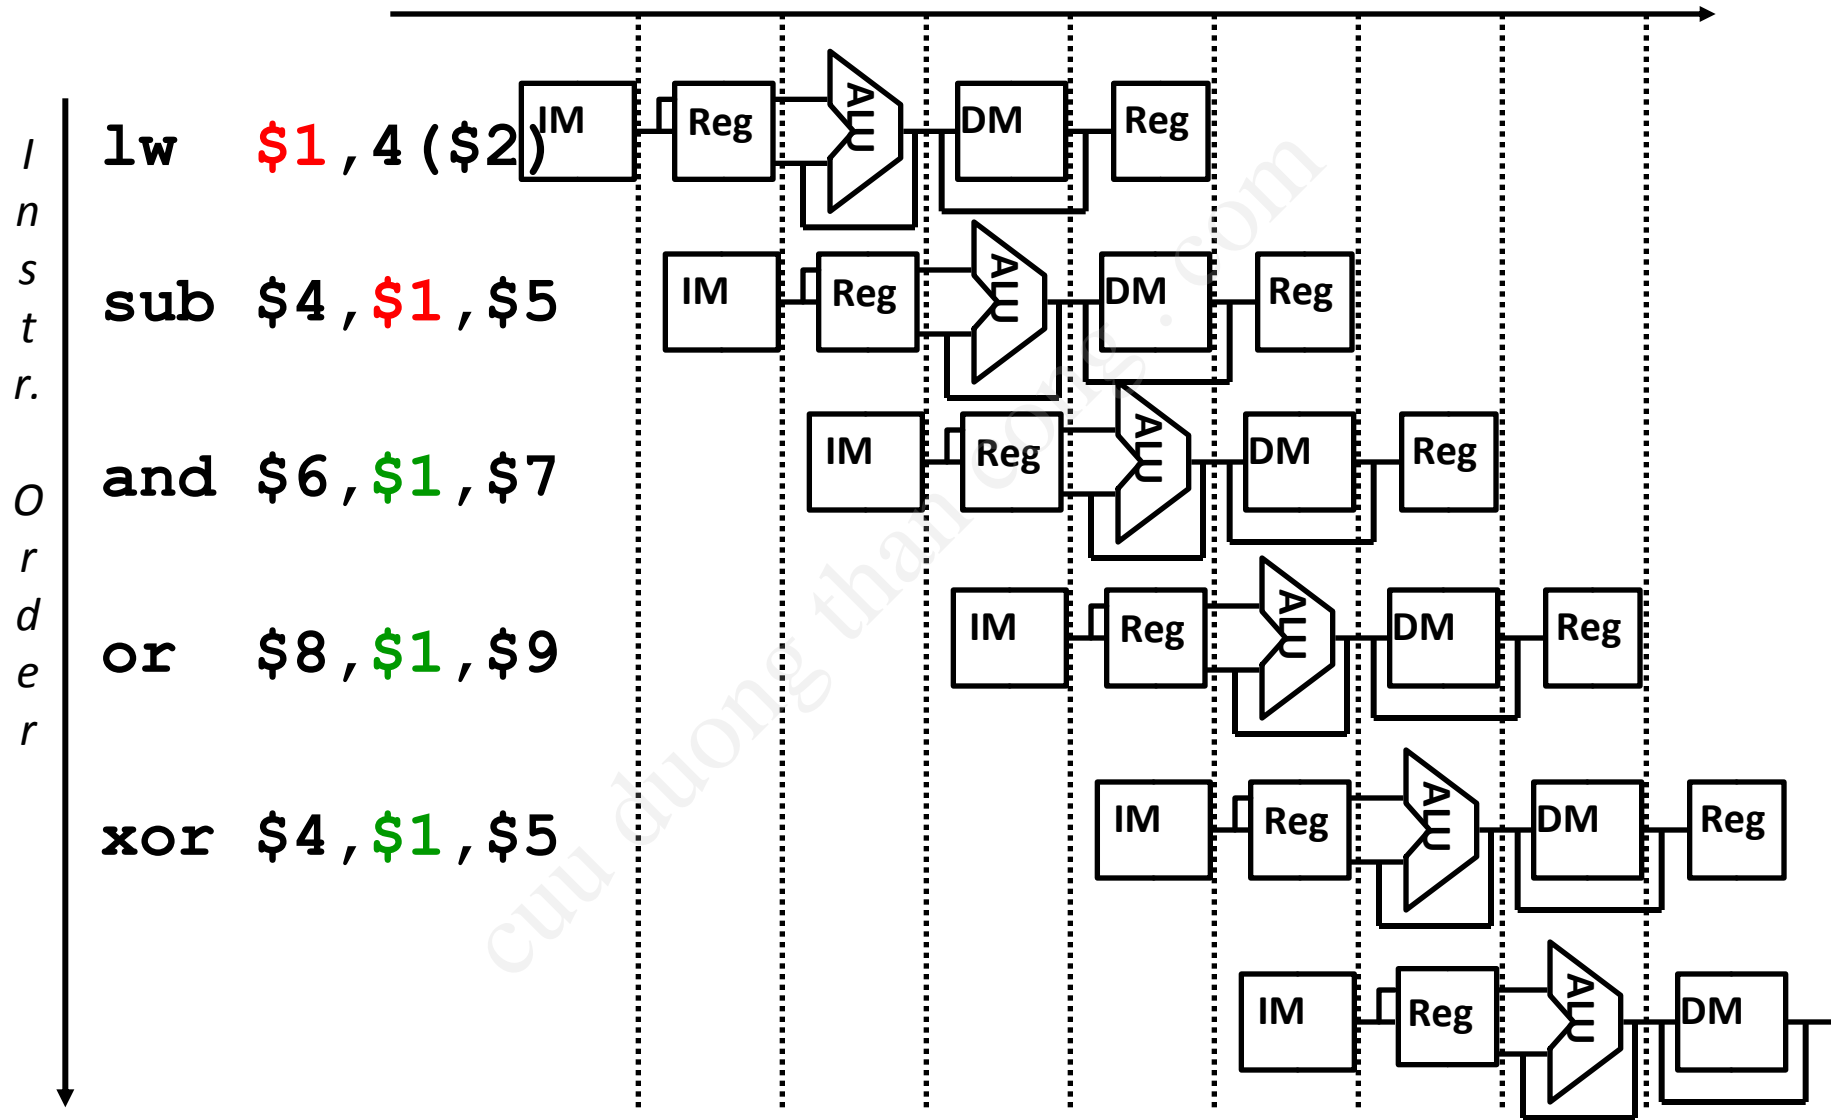 Instr. Order
lw $1,4($2) IM Reg ALU DM Reg
sub $4,$1,$5 IM Reg ALU DM Reg
and $6,$1,$7 IM Reg ALU DM Reg
or $8,$1,$9 IM Reg ALU DM Reg
xor $4,$1,$5 IM Reg ALU DM Reg
IM Reg ALU DM
cuu duong than cong . com